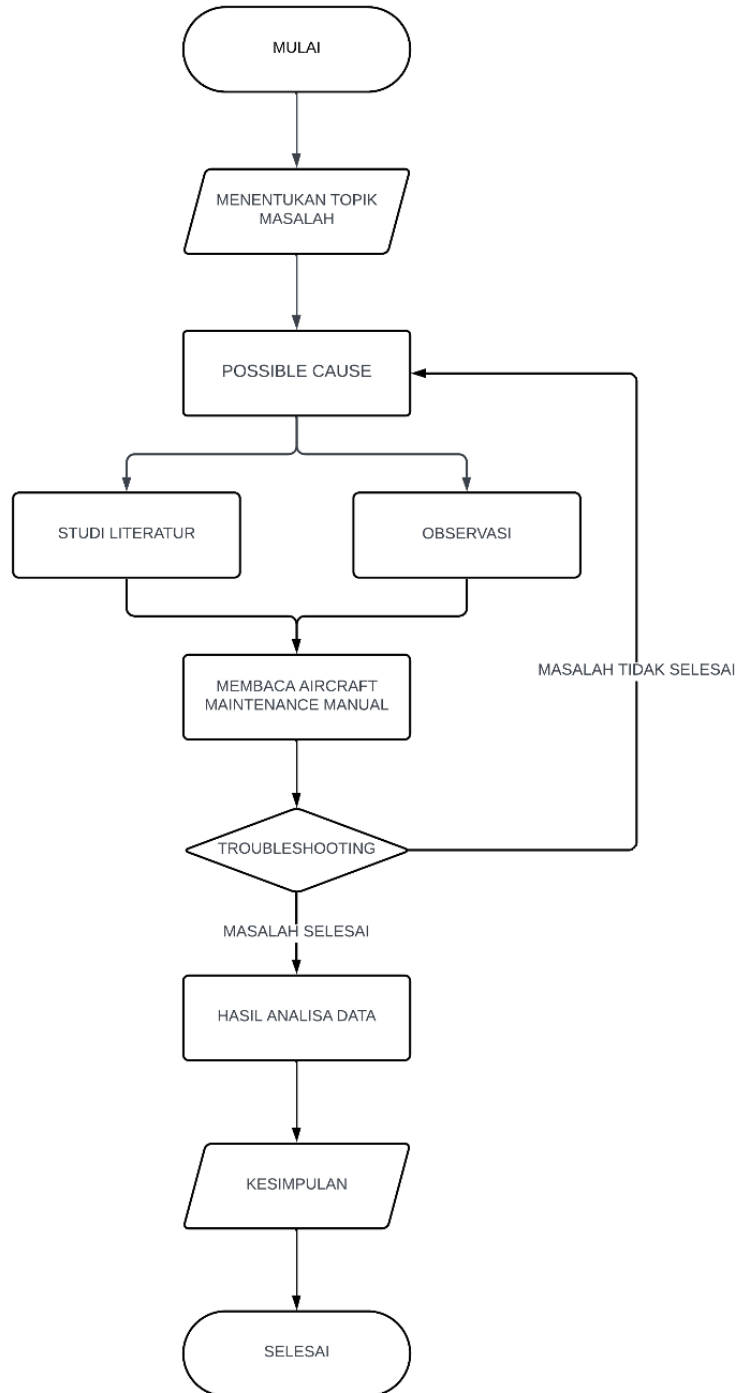 MULAI
MENENTUKAN TOPIK
MASALAH
POSSIBLE CAUSE
STUDI LITERATUR
OBSERVASI
MASALAH TIDAK SELESAI
MEMBACA AIRCRAFT
MAINTENANCE MANUAL
TROUBLESHOOTING
MASALAH SELESAI
HASIL ANALISA DATA
KESIMPULAN
SELESAI